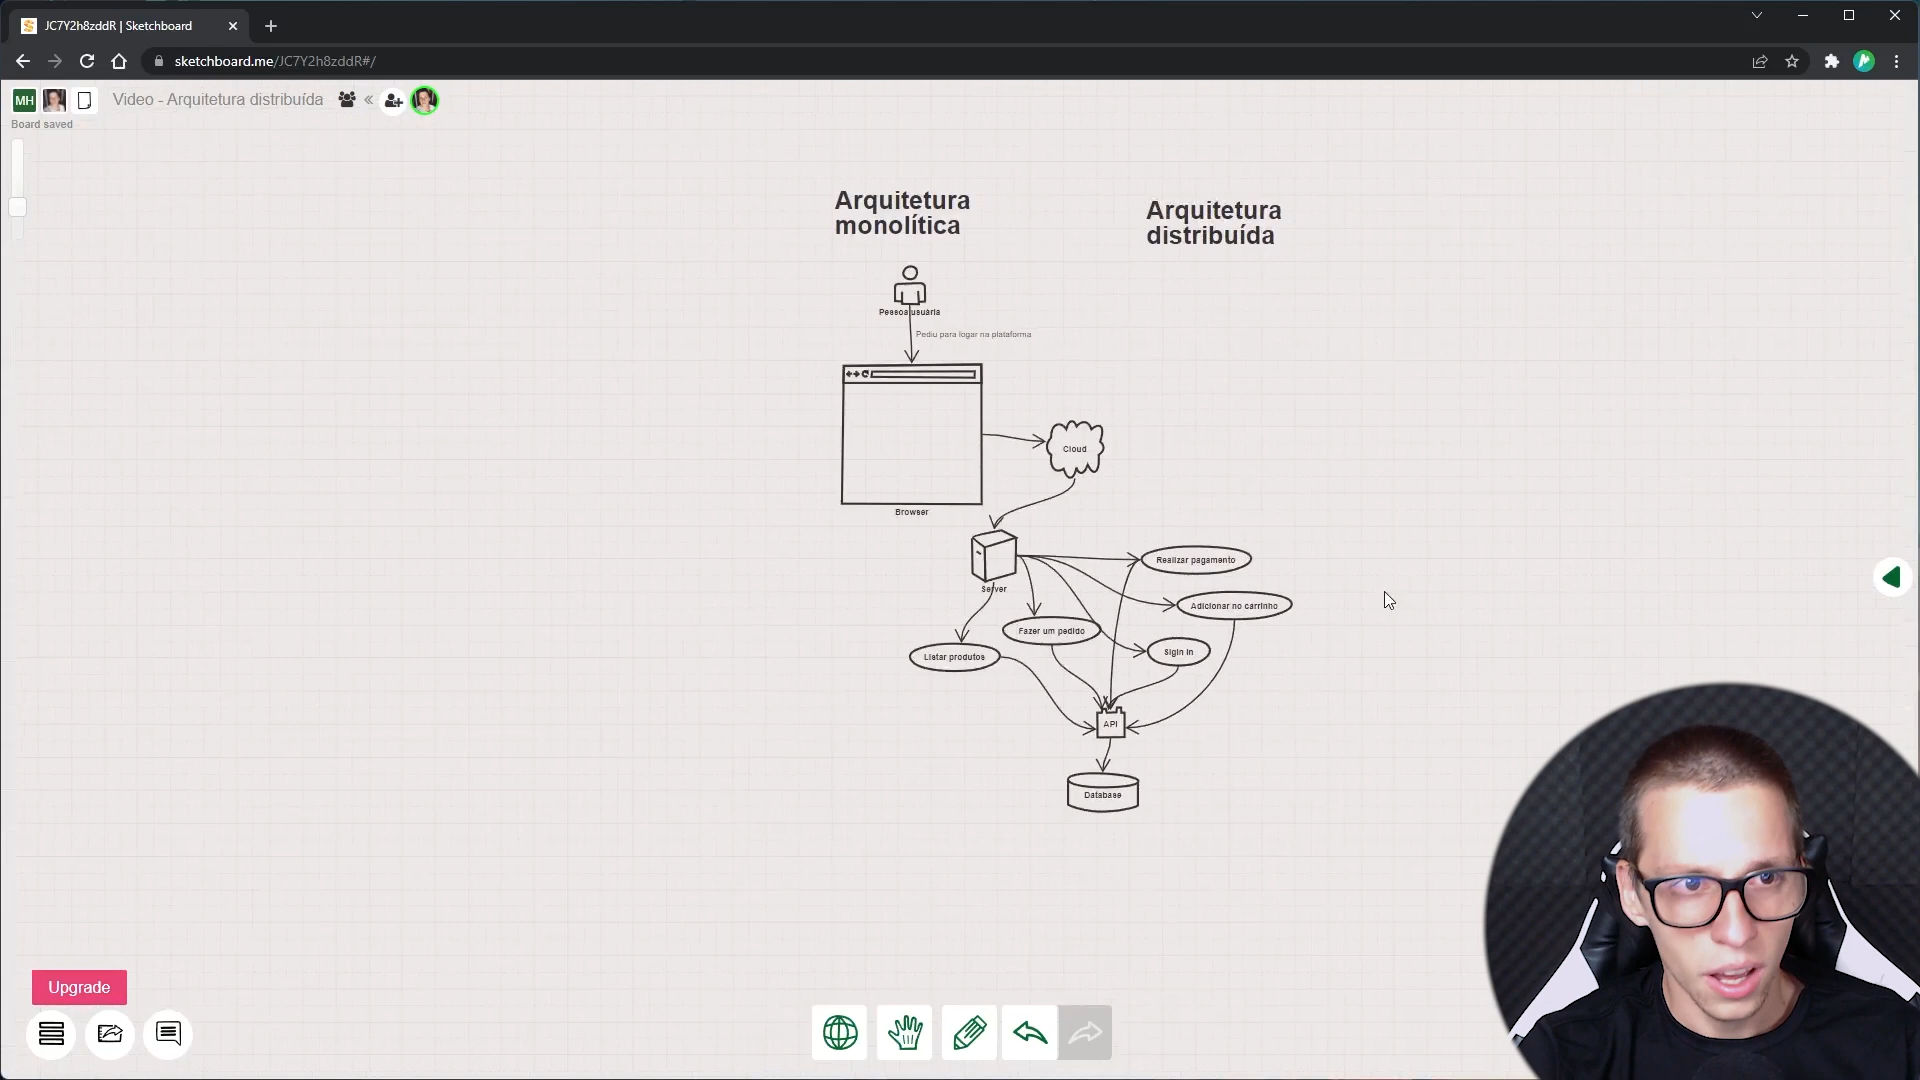 JC7Y2h8zddR | Sketchboard
sketchboard.me/JC7Y2h8zddR#/
MH
Video - Arquitetura distribuída
Board saved
Arquitetura
monolítica
Arquitetura
distribuída
Pessoa usuária
Pediu para logar na plataforma
Cloud
Browser
Server
Realizar pagamento
Adicionar no carrinho
Fazer um pedido
Sigin in
Listar produtos
API
Database
Upgrade